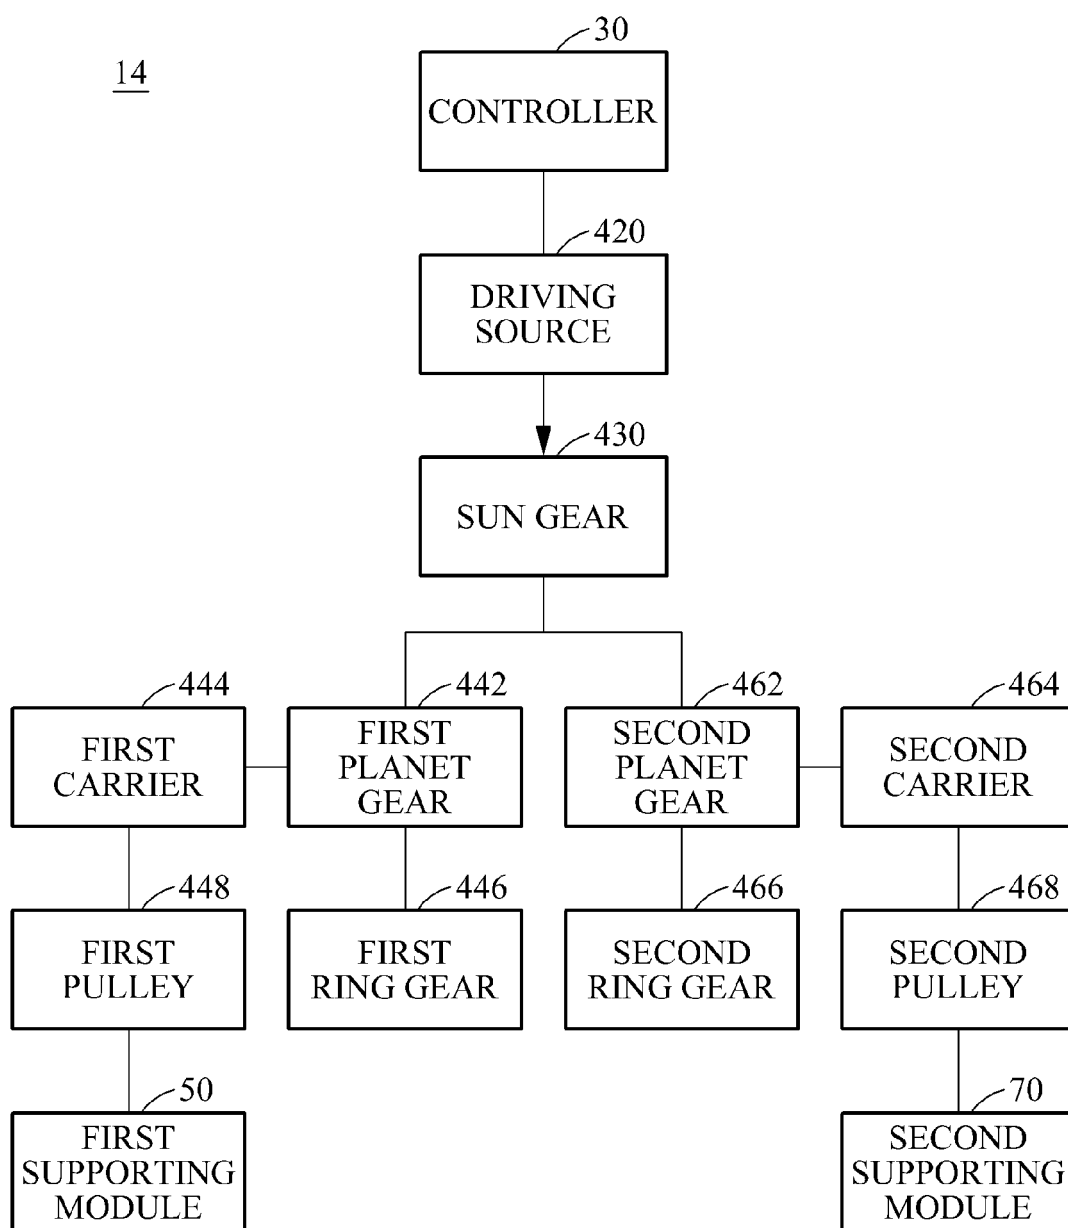 30
14
CONTROLLER
420
DRIVING
SOURCE
430
SUN GEAR
444
442
462
464
FIRST
CARRIER
FIRST
PLANET
GEAR
SECOND
PLANET
GEAR
SECOND
CARRIER
448
446
466
468
FIRST
PULLEY
FIRST
RING GEAR
SECOND
RING GEAR
SECOND
PULLEY
50
70
FIRST
SUPPORTING
MODULE
SECOND
SUPPORTING
MODULE